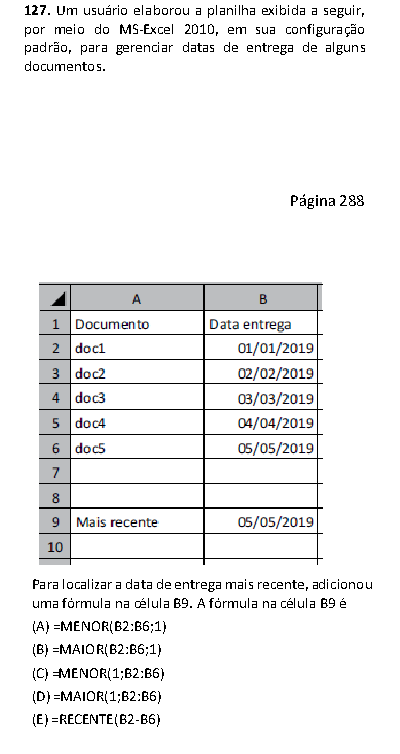 127. Um usuário elaborou a planilha exibida a seguir,
por meio do MS-Excel 2010, em sua configuração
padrão, para gerenciar datas de entrega de alguns
documentos.
Página 288
A B
1 Documento Data entrega
2 doc1 01/01/2019
3 doc2 02/02/2019
4 doc3 03/03/2019
5 doc4 04/04/2019
6 doc5 05/05/2019
7
8
9 Mais recente 05/05/2019
10
Para localizar a data de entrega mais recente, adicionou
uma fórmula na célula B9. A fórmula na célula B9 é
(A) =MENOR(B2:B6;1)
(B) =MAIOR(B2:B6;1)
(C) =MENOR(1;B2:B6)
(D) =MAIOR(1;B2:B6)
(E) =RECENTE(B2-B6)